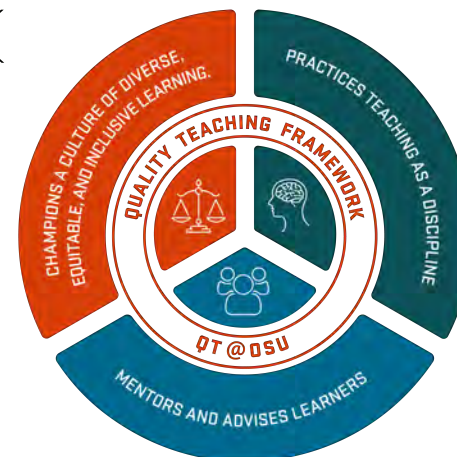 CHAMPIONS A CULTURE OF DIVERSE,
EQUITABLE, AND INCLUSIVE LEARNING.
PRACTICES TEACHING AS A DISCIPLINE
QUALITY TEACHING FRAMEWORK
QT@OSU
MENTORS AND ADVISES LEARNERS